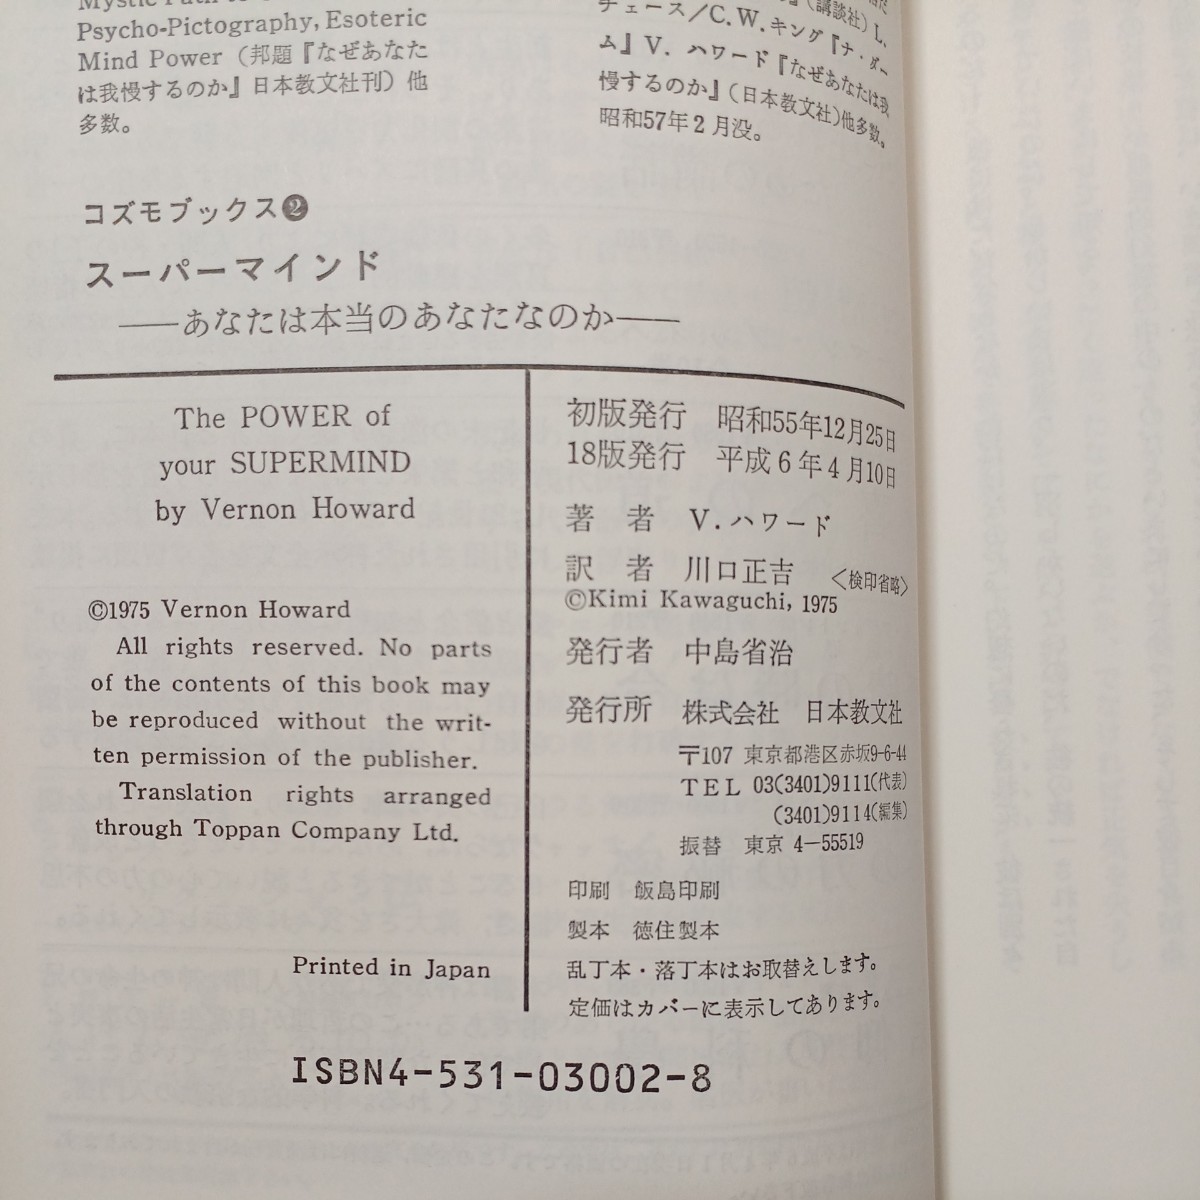 Psycho-Pictography, Esoteric
Mind Power（邦題『なぜあなた
は我慢するのか』日本教文社刊）他
多数。
（講談社）L.
チェース／C.W.キング『ナ・ダー
ム』V. ハワード『なぜあなたは我
慢するのか』（日本教文社）他多数。
昭和57年2月没。
コズモブックス❷
スーパーマインド
——あなたは本当のあなたなのか——
The POWER of
your SUPERMIND
by Vernon Howard
©1975 Vernon Howard
All rights reserved. No parts
of the contents of this book may
be reproduced without the writ-
ten permission of the publisher.
Translation rights arranged
through Toppan Company Ltd.
Printed in Japan
初版発行 昭和55年12月25日
18版発行 平成6年4月10日
著 者 V.ハワード
訳 者 川口正吉 〈検印省略〉
©Kimi Kawaguchi, 1975
発行者 中島省治
発行所 株式会社 日本教文社
〒107 東京都港区赤坂9-6-44
TEL 03(3401)9111(代表)
(3401)9114(編集)
振替 東京 4—55519
印刷 飯島印刷
製本 徳住製本
乱丁本・落丁本はお取替えします。
定価はカバーに表示してあります。
ISBN4-531-03002-8